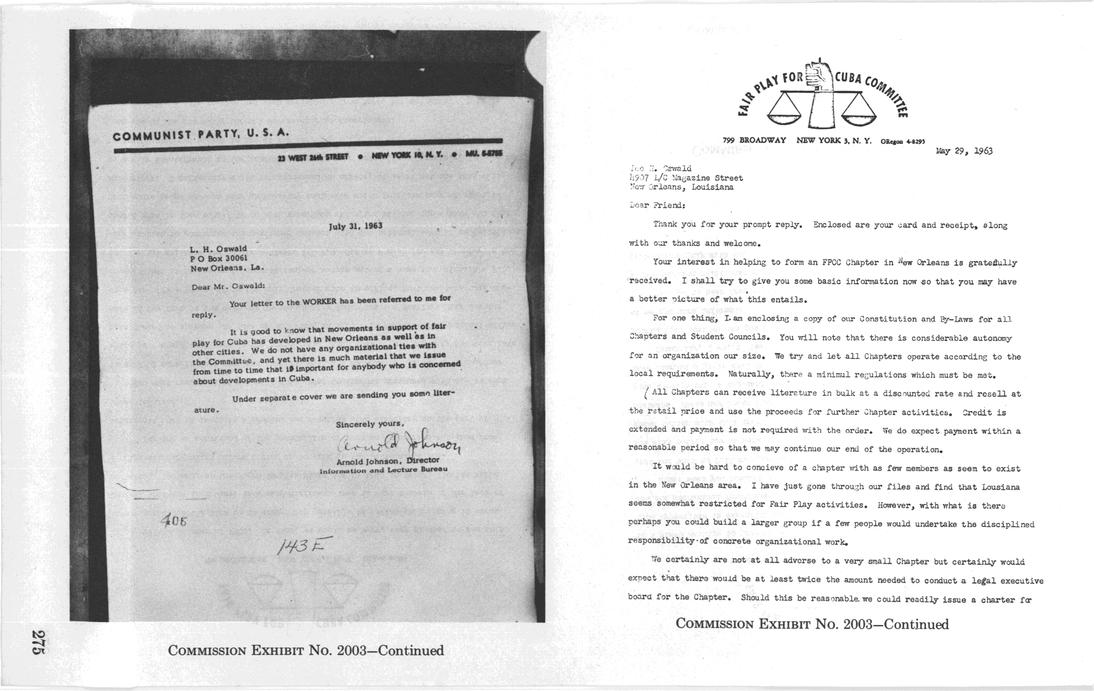 COMMUNIST PARTY, U. S. A.
23 WEST 26th STREET • NEW YORK 10, N. Y. • MU. 5-5755
July 31, 1963
L. H. Oswald
P O Box 30061
New Orleans, La.
Dear Mr. Oswald:
Your letter to the WORKER has been referred to me for
reply.
It is good to know that movements in support of fair
play for Cuba has developed in New Orleans as well as in
other cities. We do not have any organizational ties with
the Committee, and yet there is much material that we issue
from time to time that is important for anybody who is concerned
about developments in Cuba.
Under separate cover we are sending you some liter-
ature.
Sincerely yours,
Arnold Johnson
Arnold Johnson, Director
Information and Lecture Bureau
406
143E
275
COMMISSION EXHIBIT No. 2003—Continued
FAIR PLAY FOR CUBA COMMITTEE
799 BROADWAY NEW YORK 3, N. Y. ORegon 4-8295
May 29, 1963
Lee H. Oswald
4907 L/C Magazine Street
New Orleans, Louisiana
Dear Friend:
Thank you for your prompt reply. Enclosed are your card and receipt, along
with our thanks and welcome.
Your interest in helping to form an FPCC Chapter in New Orleans is gratefully
received. I shall try to give you some basic information now so that you may have
a better picture of what this entails.
For one thing, I am enclosing a copy of our Constitution and By-Laws for all
Chapters and Student Councils. You will note that there is considerable autonomy
for an organization our size. We try and let all Chapters operate according to the
local requirements. Naturally, there a minimul regulations which must be met.
( All Chapters can receive literature in bulk at a discounted rate and resell at
the retail price and use the proceeds for further Chapter activities. Credit is
extended and payment is not required with the order. We do expect payment within a
reasonable period so that we may continue our end of the operation.
It would be hard to concieve of a chapter with as few members as seen to exist
in the New Orleans area. I have just gone through our files and find that Lousiana
seems somewhat restricted for Fair Play activities. However, with what is there
perhaps you could build a larger group if a few people would undertake the disciplined
responsibility of concrete organizational work.
We certainly are not at all adverse to a very small Chapter but certainly would
expect that there would be at least twice the amount needed to conduct a legal executive
board for the Chapter. Should this be reasonable we could readily issue a charter for
COMMISSION EXHIBIT No. 2003—Continued